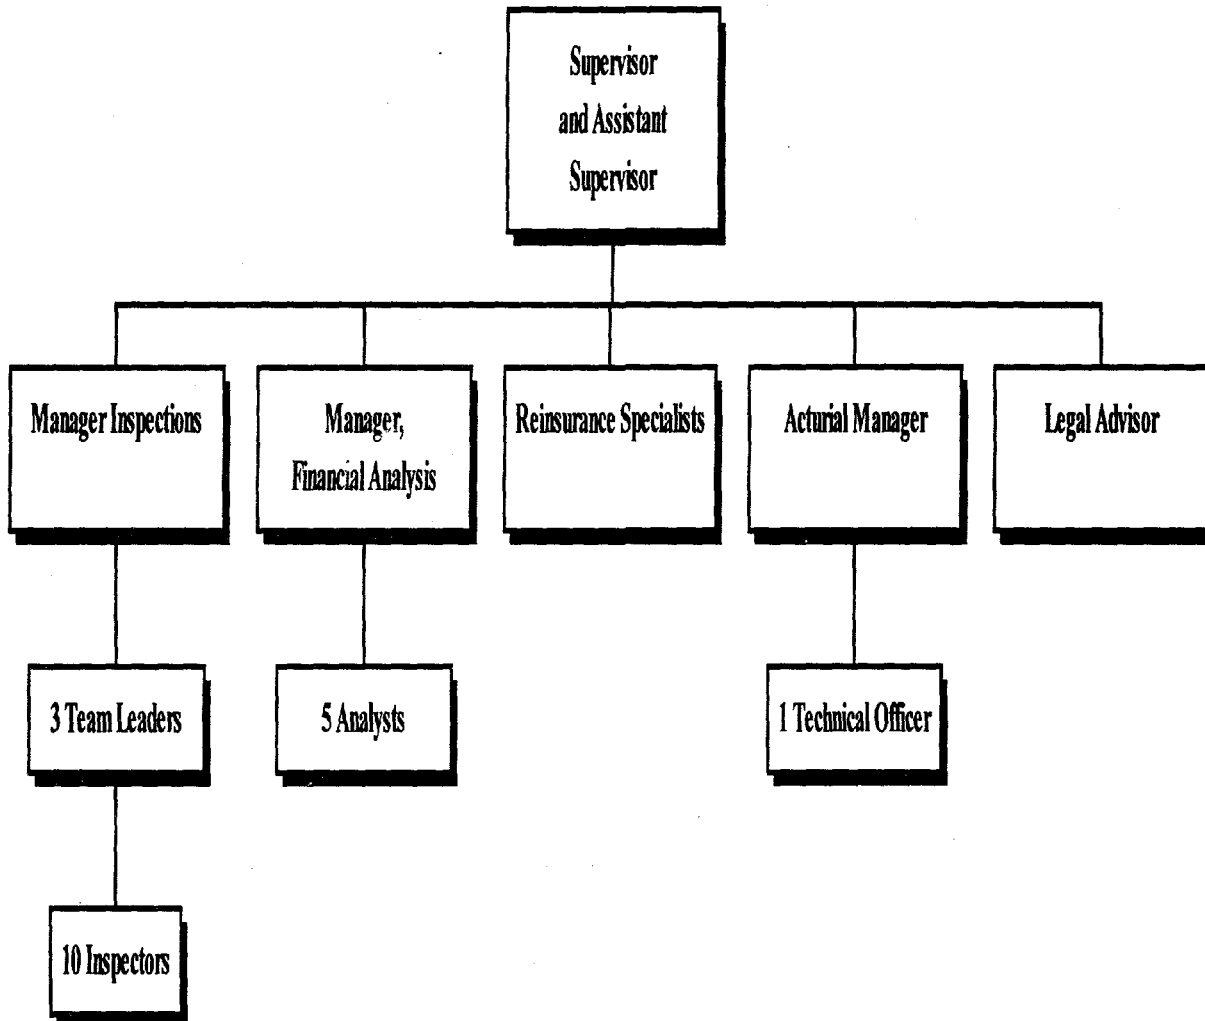 Supervisor
and Assistant
Supervisor
Manager Inspections
Manager,
Financial Analysis
Reinsurance Specialists
Acturial Manager
Legal Advisor
3 Team Leaders
5 Analysts
1 Technical Officer
10 Inspectors